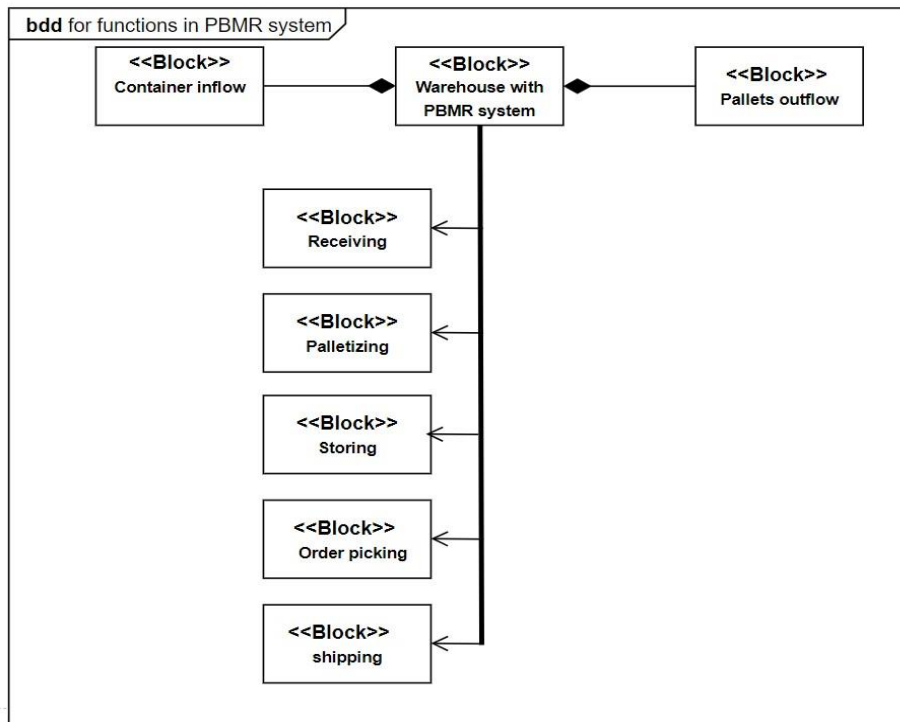 bdd for functions in PBMR system
<<Block>>
Container inflow
<<Block>>
Warehouse with
PBMR system
<<Block>>
Pallets outflow
<<Block>>
Receiving
<<Block>>
Palletizing
<<Block>>
Storing
<<Block>>
Order picking
<<Block>>
shipping